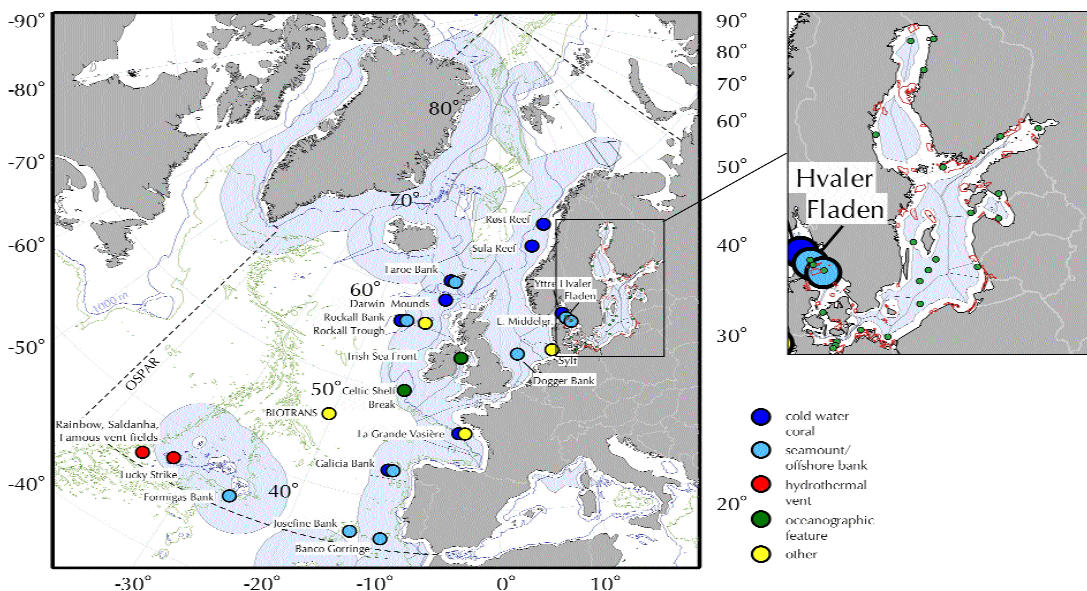 -90°
-80°
-70°
-60°
-50°
-40°
90°
80°
70°
60°
50°
40°
30°
20°
-30°
-20°
-10°
0°
10°
80°
70°
60°
50°
40°
1000 m
OSPAR
Røst Reef
Sula Reef
Faroe Bank
Darwin Mounds
Rockall Bank
Rockall Trough
Yttre Hvaler
Fladen
L. Middelgr.
Sylt
Dogger Bank
Irish Sea Front
Celtic Shelf
Break
BIOTRANS
La Grande Vasière
Galicia Bank
Rainbow, Saldanha,
Famous vent fields
Lucky Strike
Formigas Bank
Josefine Bank
Banco Gorringe
Hvaler
Fladen
cold water
coral
seamount/
offshore bank
hydrothermal
vent
oceanographic
feature
other